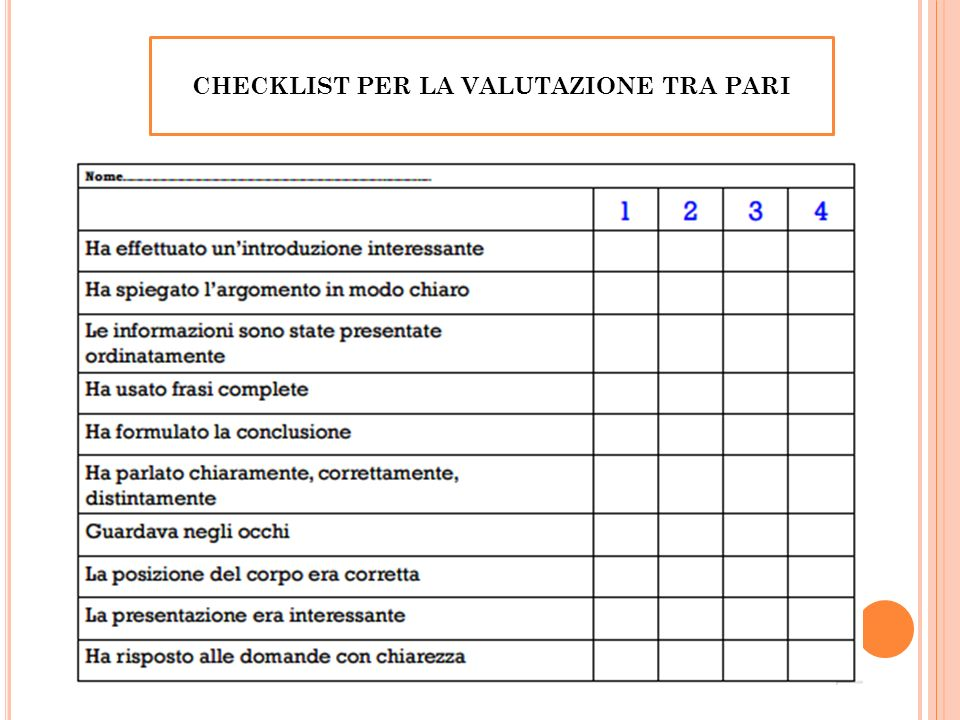 CHECKLIST PER LA VALUTAZIONE TRA PARI
Nome................................................................
1 2 3 4
Ha effettuato un'introduzione interessante
Ha spiegato l'argomento in modo chiaro
Le informazioni sono state presentate
ordinatamente
Ha usato frasi complete
Ha formulato la conclusione
Ha parlato chiaramente, correttamente,
distintamente
Guardava negli occhi
La posizione del corpo era corretta
La presentazione era interessante
Ha risposto alle domande con chiarezza